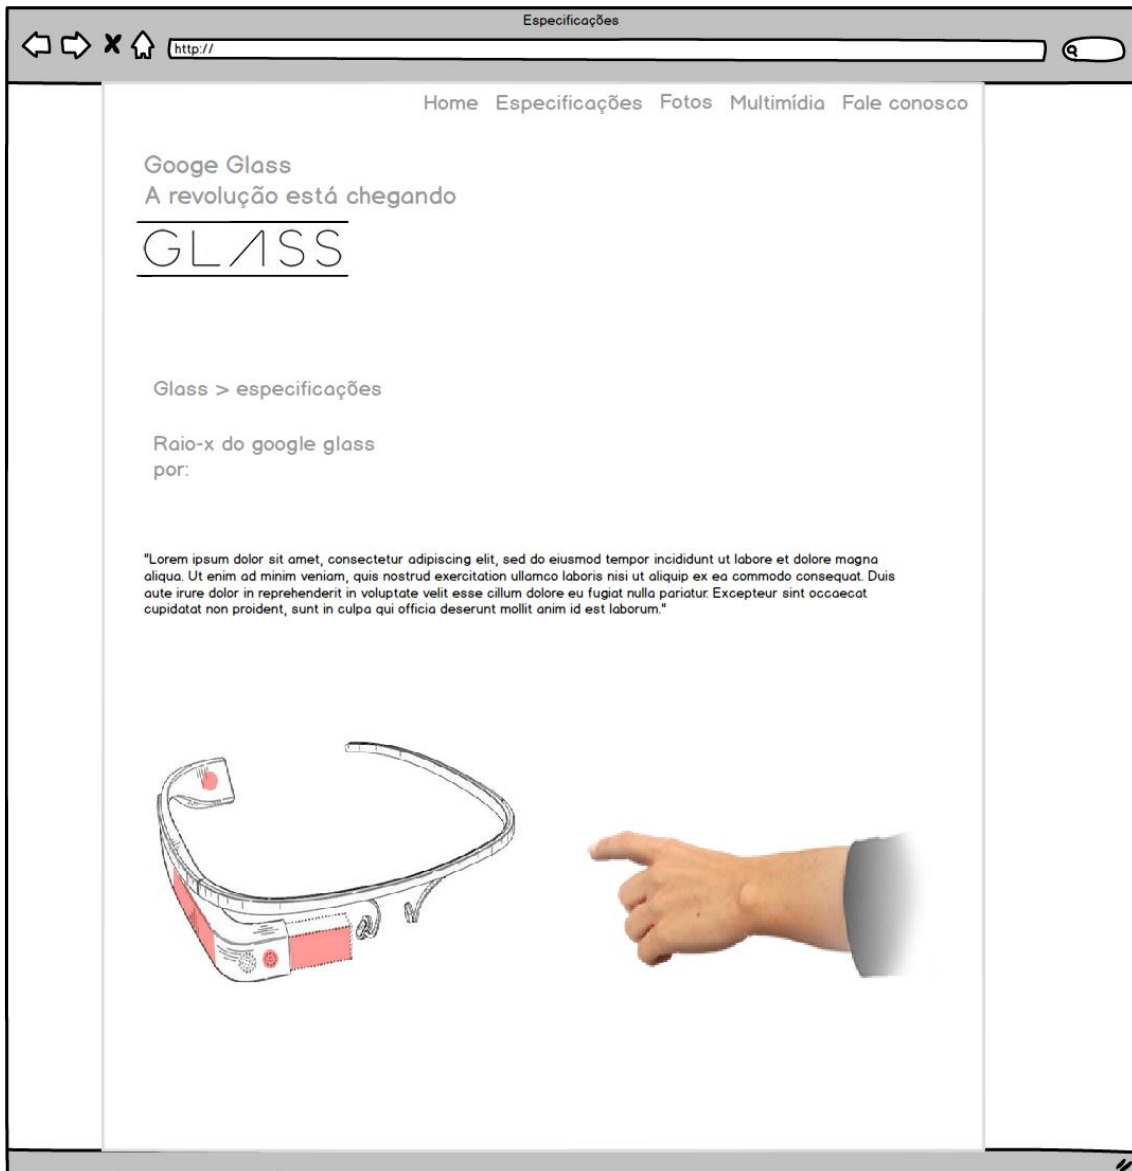 Especificações
http://
Home Especificações Fotos Multimídia Fale conosco
Googe Glass
A revolução está chegando
GLASS
Glass > especificações
Raio-x do google glass
por:
"Lorem ipsum dolor sit amet, consectetur adipiscing elit, sed do eiusmod tempor incididunt ut labore et dolore magna
aliqua. Ut enim ad minim veniam, quis nostrud exercitation ullamco laboris nisi ut aliquip ex ea commodo consequat. Duis
aute irure dolor in reprehenderit in voluptate velit esse cillum dolore eu fugiat nulla pariatur. Excepteur sint occaecat
cupidatat non proident, sunt in culpa qui officia deserunt mollit anim id est laborum."